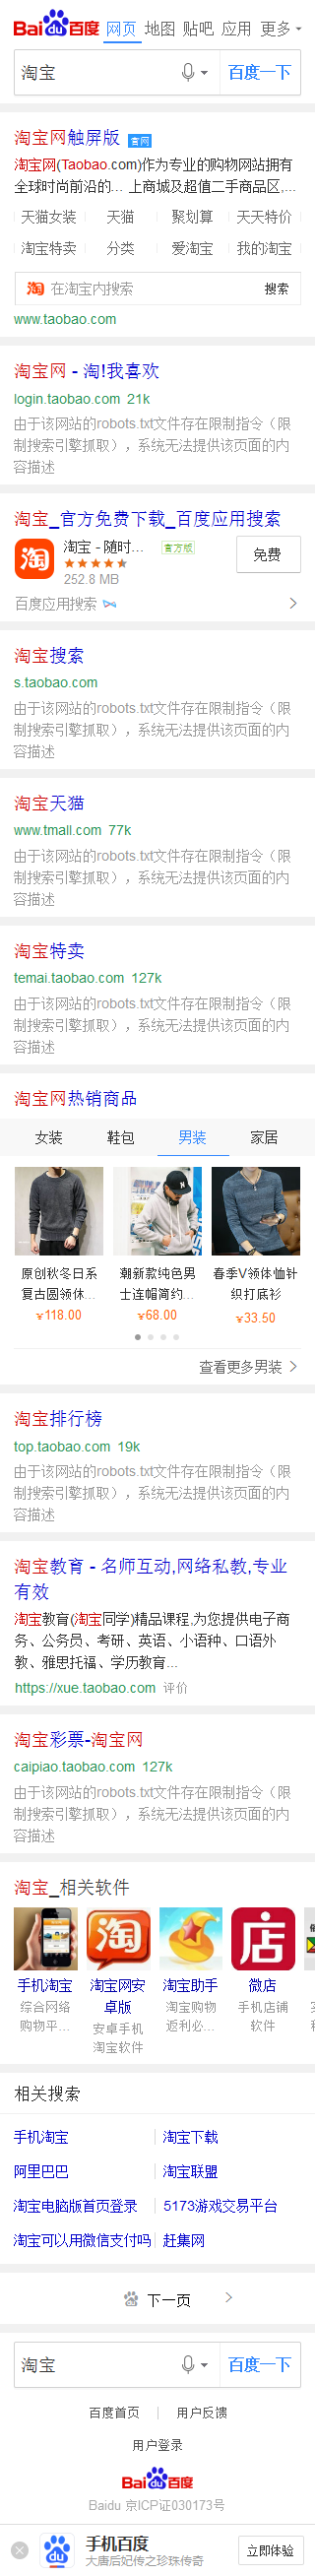 Bai du 百度 网页 地图 贴吧 应用 更多
淘宝 百度一下
淘宝网触屏版 官网
淘宝网(Taobao.com)作为专业的购物网站拥有
全球时尚前沿的... 上商城及超值二手商品区,...
天猫女装 天猫 聚划算 天天特价
淘宝特卖 分类 爱淘宝 我的淘宝
淘 在淘宝内搜索 搜索
www.taobao.com
淘宝网 - 淘!我喜欢
login.taobao.com 21k
由于该网站的robots.txt文件存在限制指令（限
制搜索引擎抓取），系统无法提供该页面的内
容描述
淘宝_官方免费下载_百度应用搜索
淘 淘宝 - 随时... 官方版 免费
252.8 MB
百度应用搜索
淘宝搜索
s.taobao.com
由于该网站的robots.txt文件存在限制指令（限
制搜索引擎抓取），系统无法提供该页面的内
容描述
淘宝天猫
www.tmall.com 77k
由于该网站的robots.txt文件存在限制指令（限
制搜索引擎抓取），系统无法提供该页面的内
容描述
淘宝特卖
temai.taobao.com 127k
由于该网站的robots.txt文件存在限制指令（限
制搜索引擎抓取），系统无法提供该页面的内
容描述
淘宝网热销商品
女装 鞋包 男装 家居
原创秋冬日系 潮新款纯色男 春季V领体恤针
复古圆领休... 士连帽简约... 织打底衫
¥118.00 ¥68.00 ¥33.50
查看更多男装
淘宝排行榜
top.taobao.com 19k
由于该网站的robots.txt文件存在限制指令（限
制搜索引擎抓取），系统无法提供该页面的内
容描述
淘宝教育 - 名师互动,网络私教,专业
有效
淘宝教育(淘宝同学)精品课程,为您提供电子商
务、公务员、考研、英语、小语种、口语外
教、雅思托福、学历教育...
https://xue.taobao.com 评价
淘宝彩票-淘宝网
caipiao.taobao.com 127k
由于该网站的robots.txt文件存在限制指令（限
制搜索引擎抓取），系统无法提供该页面的内
容描述
淘宝_相关软件
淘 店
手机淘宝 淘宝网安 淘宝助手 微店
综合网络 卓版 淘宝购物 手机店铺
购物平... 安卓手机 返利必... 软件
淘宝软件
相关搜索
手机淘宝 淘宝下载
阿里巴巴 淘宝联盟
淘宝电脑版首页登录 5173游戏交易平台
淘宝可以用微信支付吗 赶集网
下一页
淘宝 百度一下
百度首页 用户反馈
用户登录
Bai du 百度
Baidu 京ICP证030173号
du 手机百度 立即体验
大唐后妃传之珍珠传奇